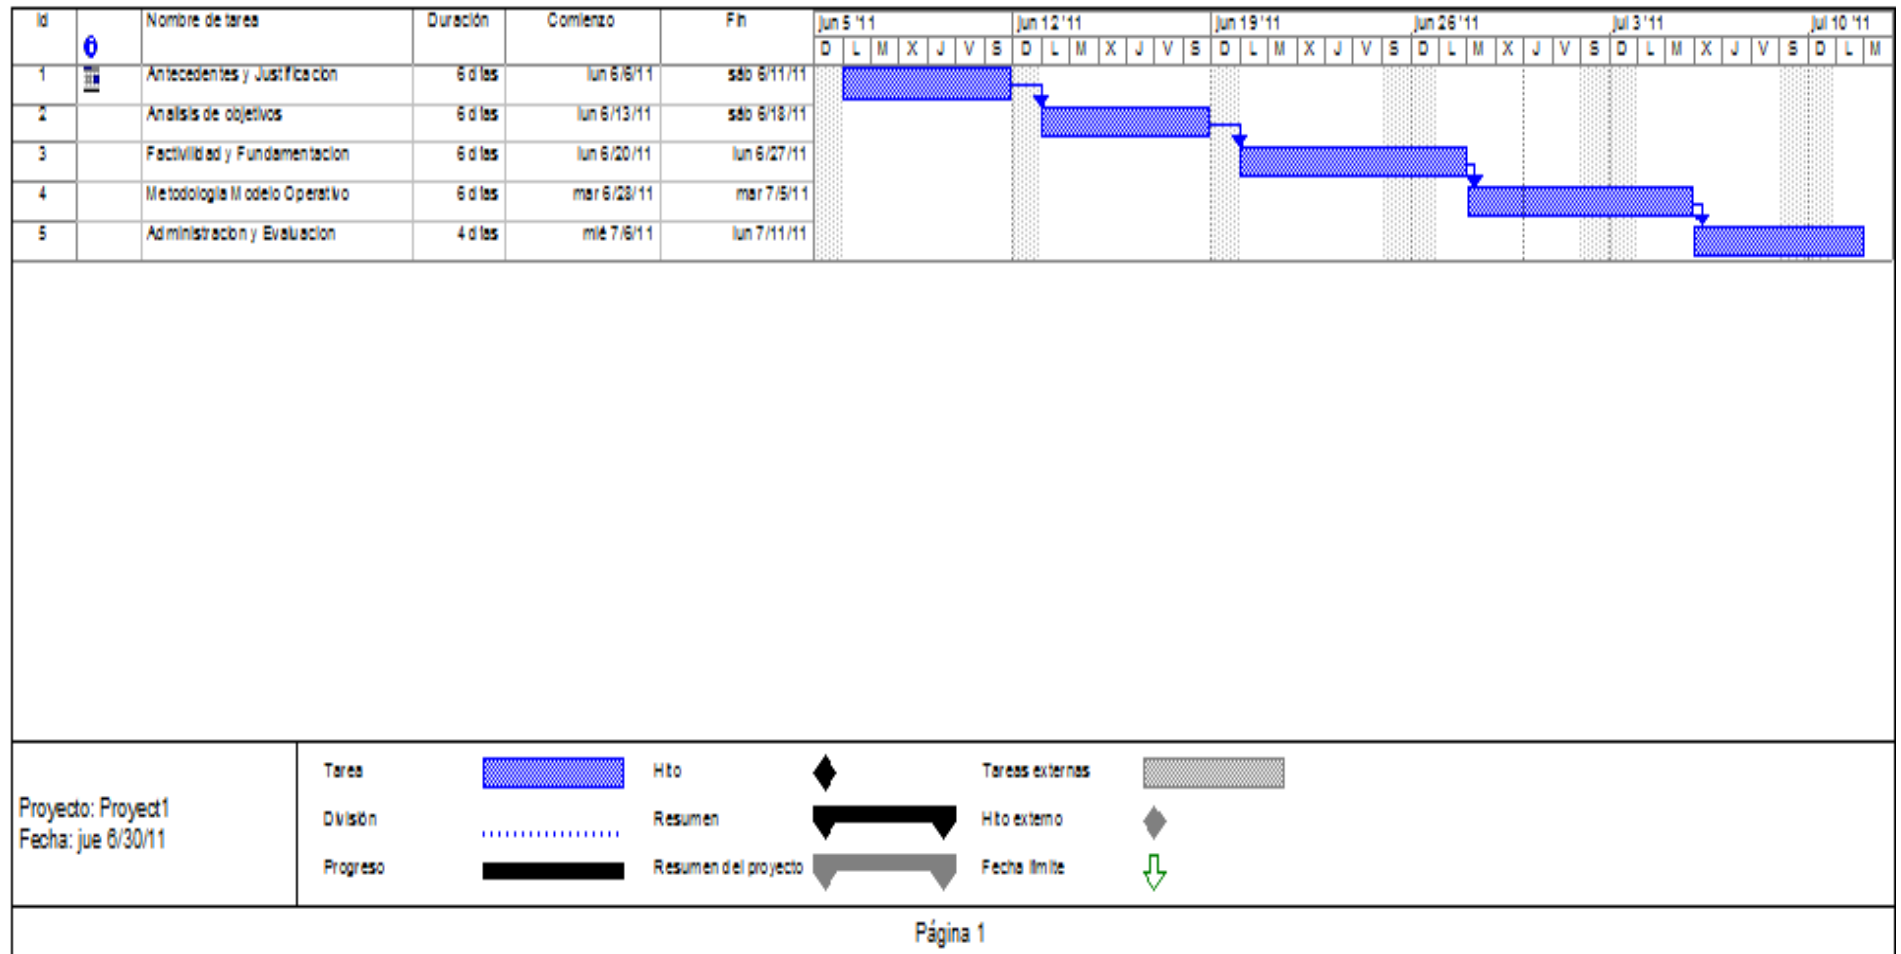 Id Nombre de tarea Duración Comienzo Fin jun 5 '11 jun 12 '11 jun 19 '11 jun 26 '11 jul 3 '11 jul 10 '11
D L M X J V S D L M X J V S D L M X J V S D L M X J V S D L M X J V S D L M
1 Antecedentes y Justificacion 6 días lun 6/6/11 sáb 6/11/11
2 Analisis de objetivos 6 días lun 6/13/11 sáb 6/18/11
3 Factivilidad y Fundamentacion 6 días lun 6/20/11 lun 6/27/11
4 Metodologia Modelo Operativo 6 días mar 6/28/11 mar 7/5/11
5 Administracion y Evaluacion 4 días mié 7/6/11 lun 7/11/11
Proyecto: Proyect1
Fecha: jue 6/30/11
Tarea Hito Tareas externas
División Resumen Hito externo
Progreso Resumen del proyecto Fecha límite
Página 1